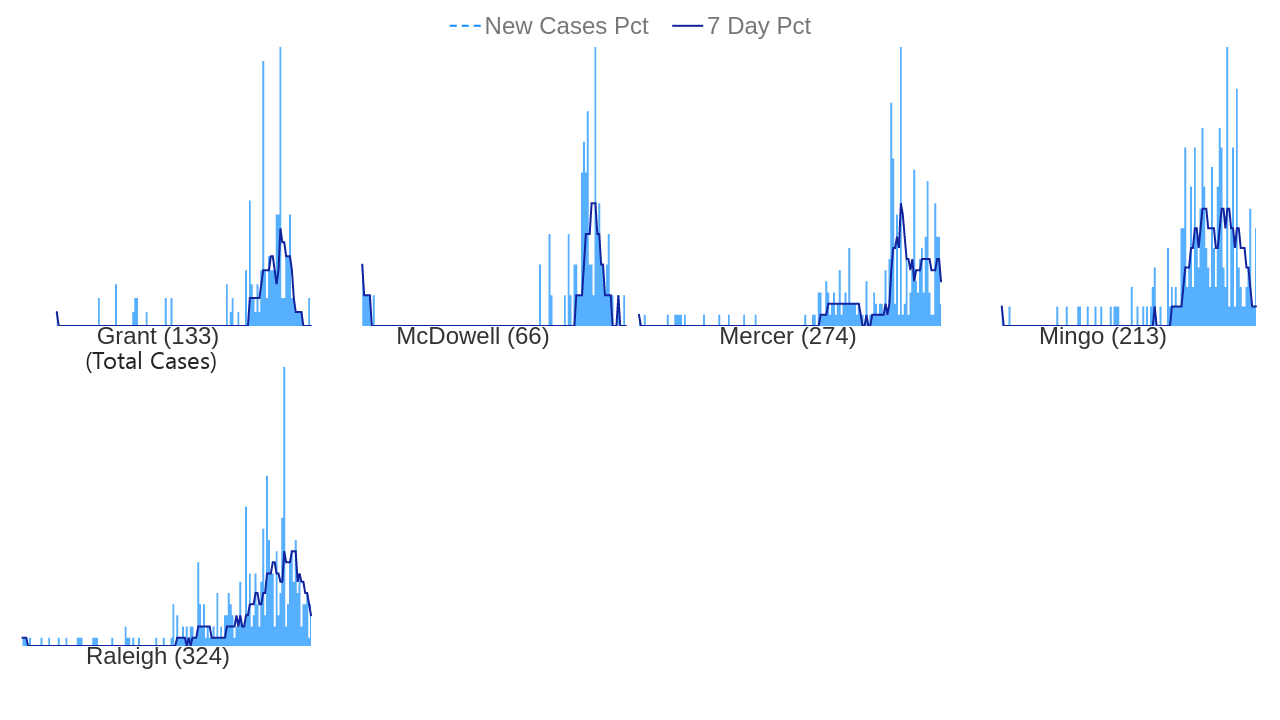 New Cases Pct 7 Day Pct
Grant (133) McDowell (66) Mercer (274) Mingo (213)
(Total Cases)
Raleigh (324)